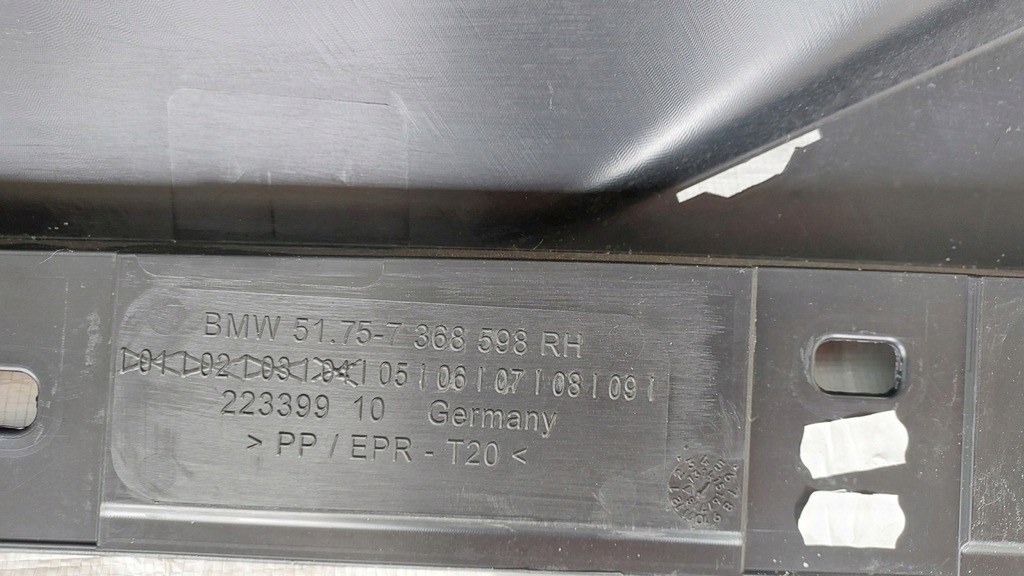 BMW 51.75-7 368 598 RH
01 | 02 | 03 | 04 | 05 | 06 | 07 | 08 | 09 |
223399 10 Germany
> PP / EPR - T20 <